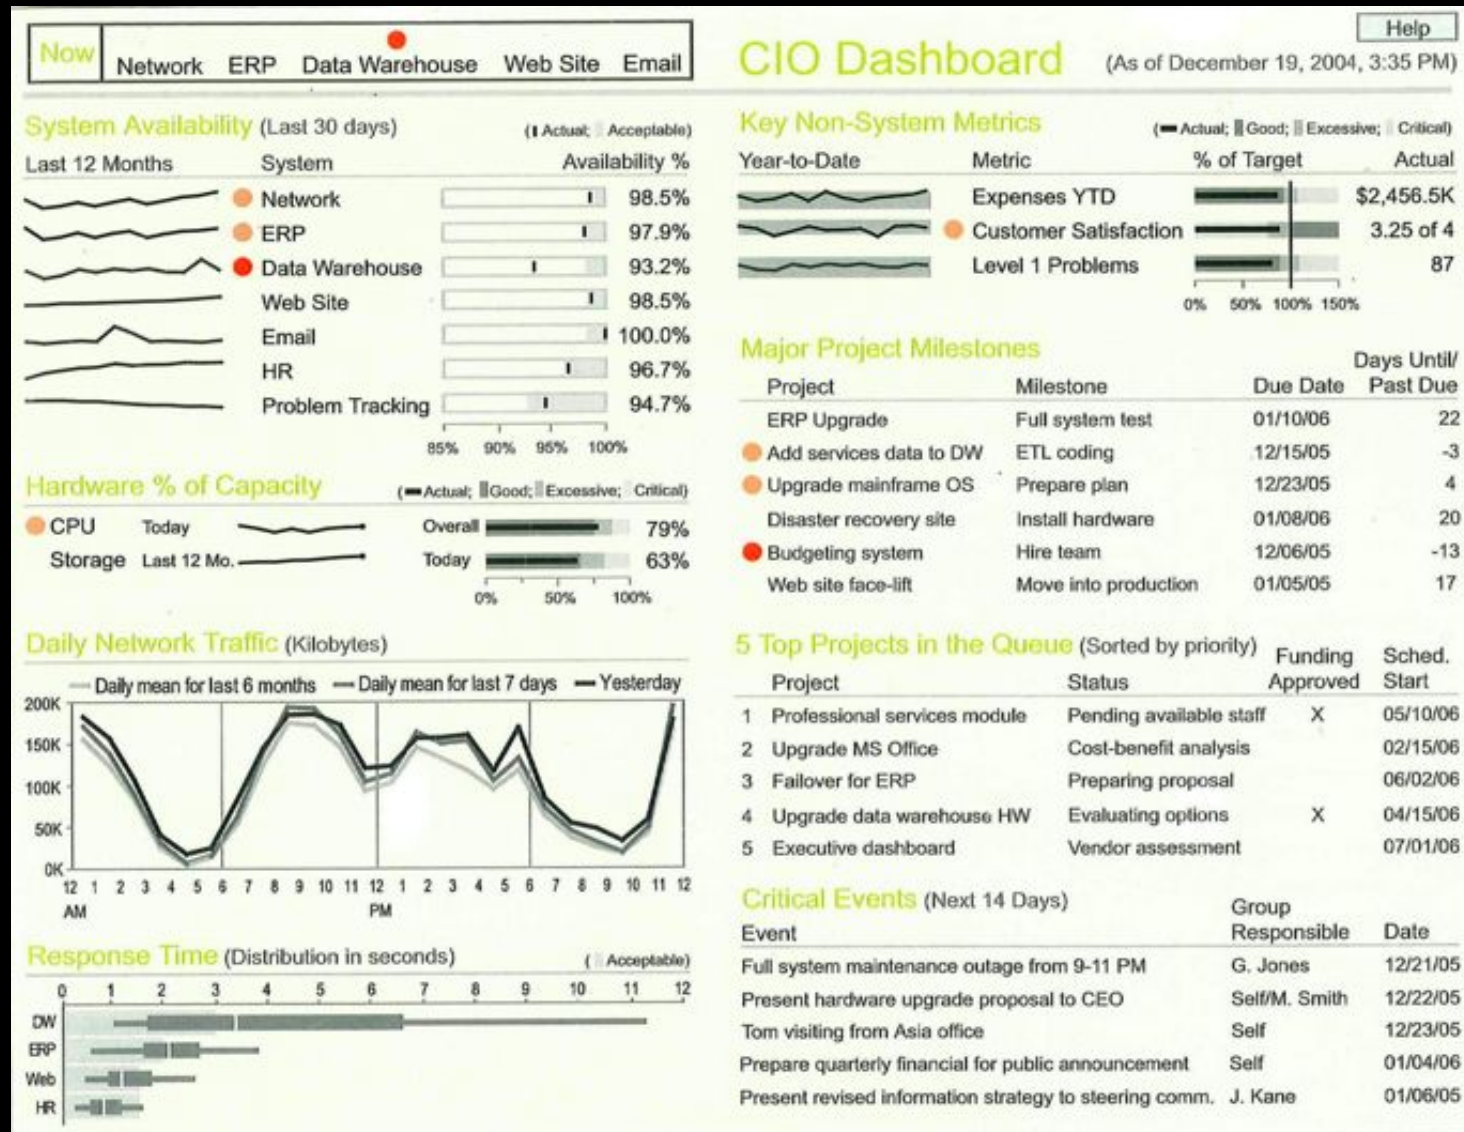 Help
Now Network ERP Data Warehouse Web Site Email
CIO Dashboard (As of December 19, 2004, 3:35 PM)
System Availability (Last 30 days) (Actual; Acceptable)
Last 12 Months System Availability %
Network 98.5%
ERP 97.9%
Data Warehouse 93.2%
Web Site 98.5%
Email 100.0%
HR 96.7%
Problem Tracking 94.7%
85% 90% 95% 100%
Hardware % of Capacity (Actual; Good; Excessive; Critical)
CPU Today Overall 79%
Storage Last 12 Mo. Today 63%
0% 50% 100%
Daily Network Traffic (Kilobytes)
Daily mean for last 6 months Daily mean for last 7 days Yesterday
200K
150K
100K
50K
0K
12 1 2 3 4 5 6 7 8 9 10 11 12 1 2 3 4 5 6 7 8 9 10 11 12
AM PM
Response Time (Distribution in seconds) (Acceptable)
0 1 2 3 4 5 6 7 8 9 10 11 12
DW
ERP
Web
HR
Key Non-System Metrics (Actual; Good; Excessive; Critical)
Year-to-Date Metric % of Target Actual
Expenses YTD $2,456.5K
Customer Satisfaction 3.25 of 4
Level 1 Problems 87
0% 50% 100% 150%
Major Project Milestones
Days Until/
Project Milestone Due Date Past Due
ERP Upgrade Full system test 01/10/06 22
Add services data to DW ETL coding 12/15/05 -3
Upgrade mainframe OS Prepare plan 12/23/05 4
Disaster recovery site Install hardware 01/08/06 20
Budgeting system Hire team 12/06/05 -13
Web site face-lift Move into production 01/05/05 17
5 Top Projects in the Queue (Sorted by priority)
Funding Sched.
Project Status Approved Start
1 Professional services module Pending available staff X 05/10/06
2 Upgrade MS Office Cost-benefit analysis 02/15/06
3 Failover for ERP Preparing proposal 06/02/06
4 Upgrade data warehouse HW Evaluating options X 04/15/06
5 Executive dashboard Vendor assessment 07/01/06
Critical Events (Next 14 Days)
Group
Event Responsible Date
Full system maintenance outage from 9-11 PM G. Jones 12/21/05
Present hardware upgrade proposal to CEO Self/M. Smith 12/22/05
Tom visiting from Asia office Self 12/23/05
Prepare quarterly financial for public announcement Self 01/04/06
Present revised information strategy to steering comm. J. Kane 01/06/05